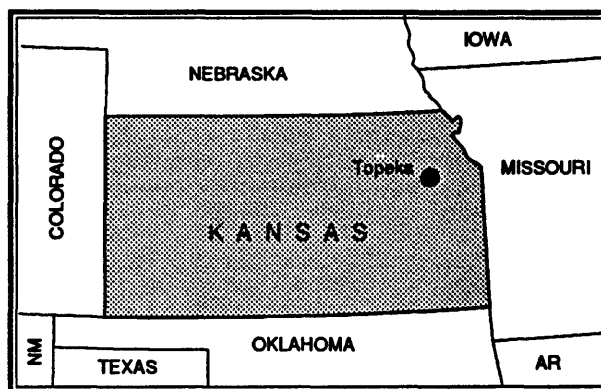 IOWA
NEBRASKA
COLORADO
Topeka
MISSOURI
K A N S A S
NM
OKLAHOMA
TEXAS
AR